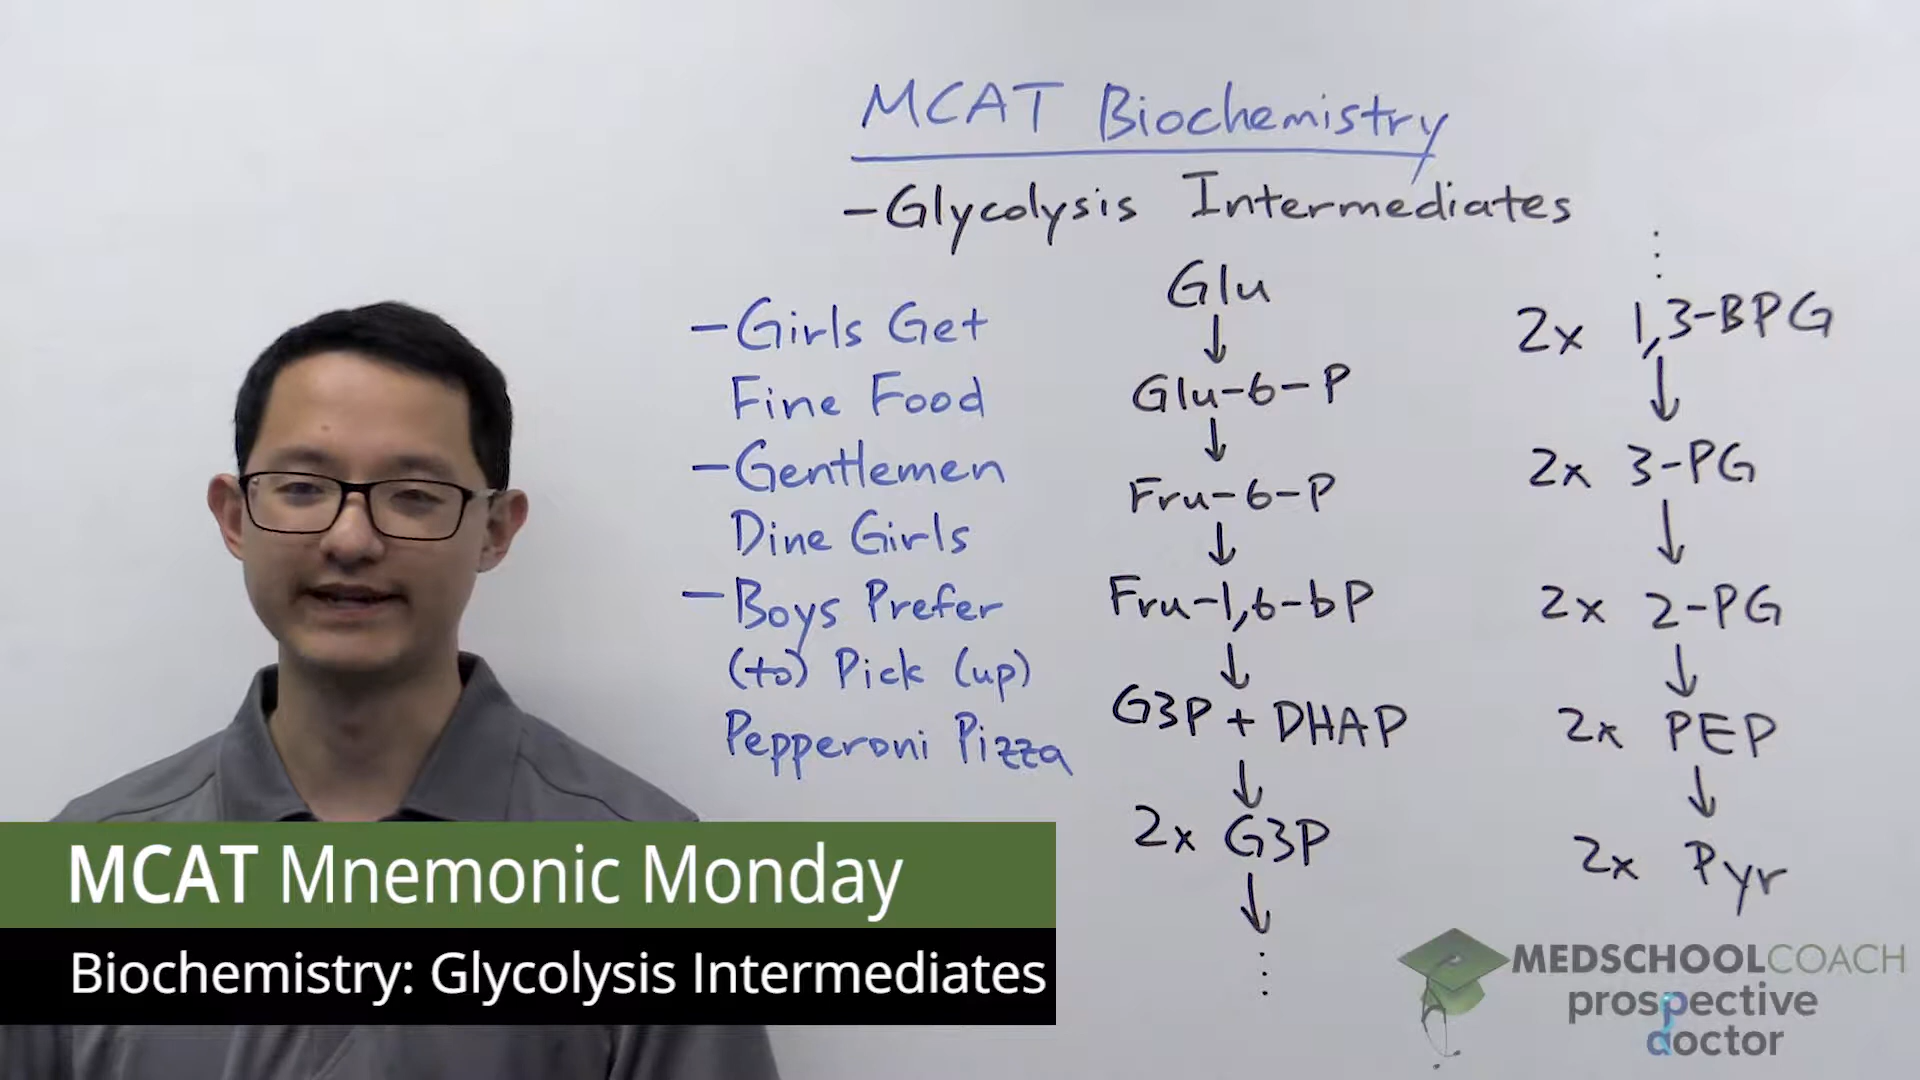 MCAT Biochemistry
-Glycolysis Intermediates
-Girls Get
Fine Food
-Gentlemen
Dine Girls
-Boys Prefer
(to) Pick (up)
Pepperoni Pizza
Glu
↓
Glu-6-P
↓
Fru-6-P
↓
Fru-1,6-bP
↓
G3P + DHAP
↓
2x G3P
↓
⋮
⋮
2x 1,3-BPG
↓
2x 3-PG
↓
2x 2-PG
↓
2x PEP
↓
2x Pyr
MCAT Mnemonic Monday
Biochemistry: Glycolysis Intermediates
MEDSCHOOLCOACH
prospective
doctor